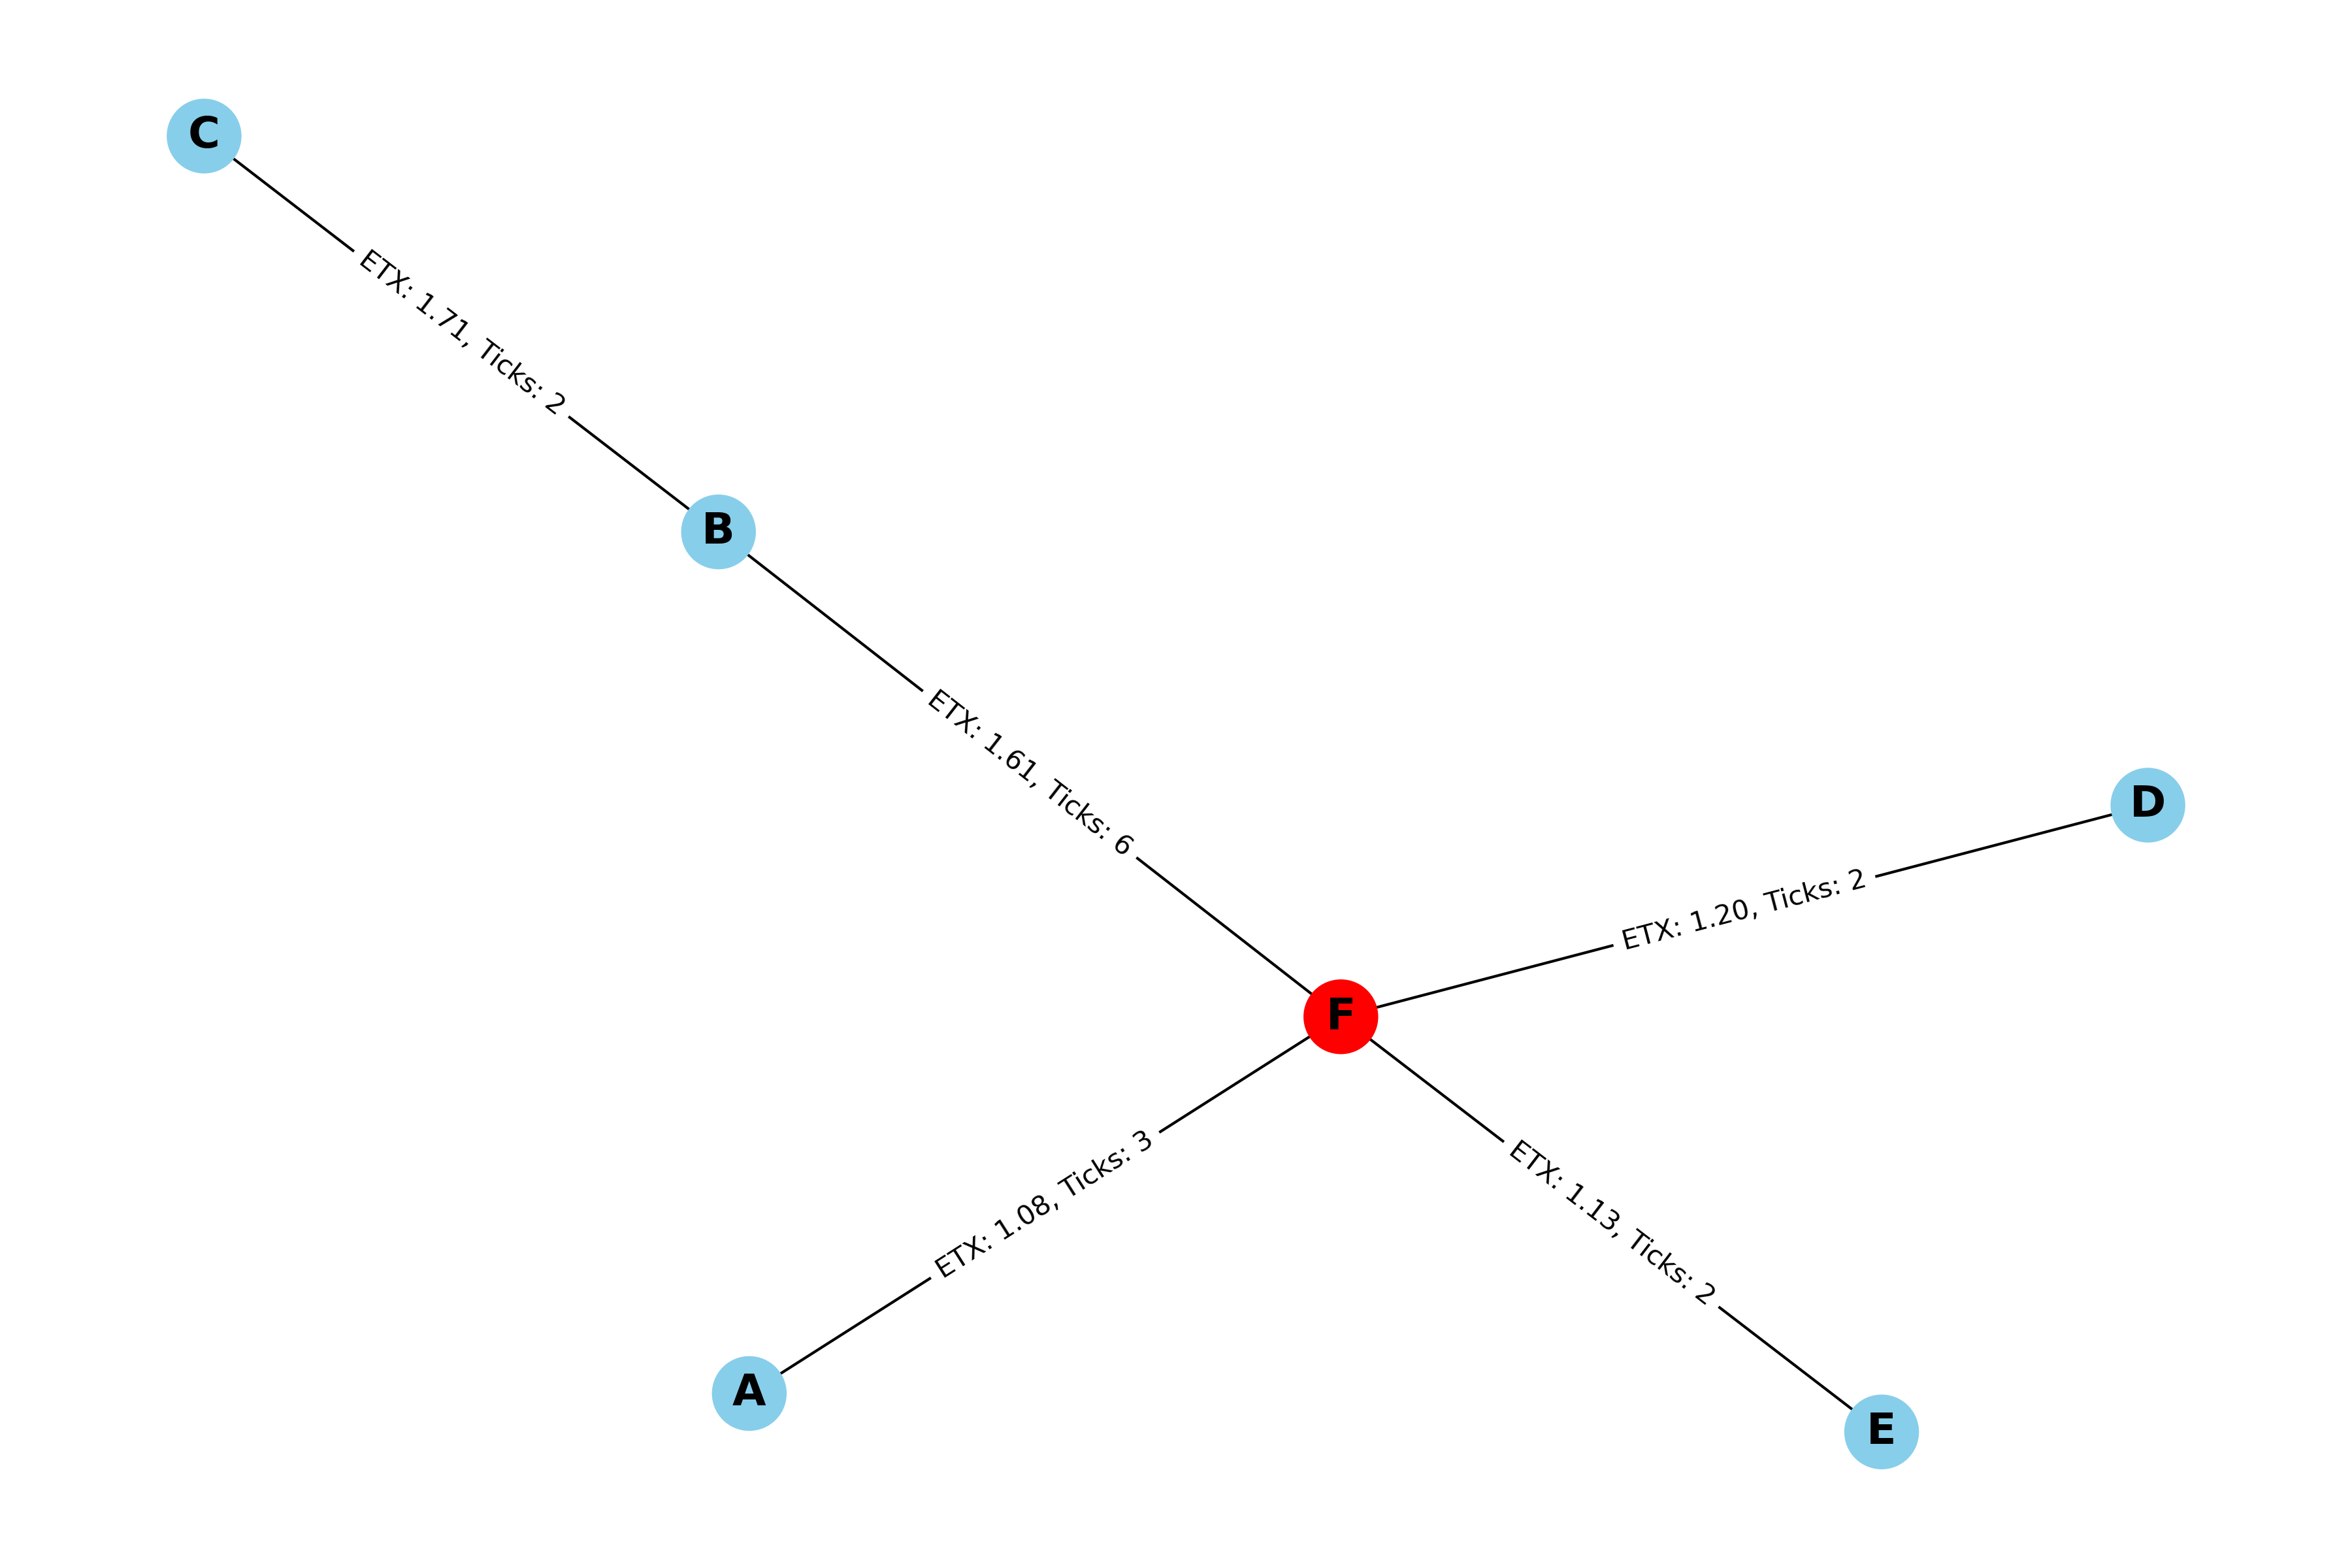 C
ETX: 1.71, Ticks: 2
B
ETX: 1.61, Ticks: 6
D
ETX: 1.20, Ticks: 2
F
ETX: 1.08, Ticks: 3
ETX: 1.13, Ticks: 2
A
E